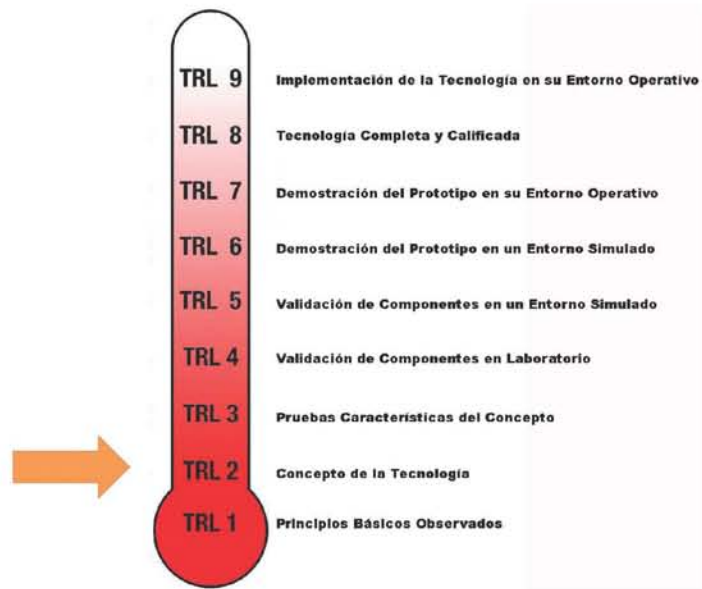 TRL 9 Implementación de la Tecnología en su Entorno Operativo
TRL 8 Tecnología Completa y Calificada
TRL 7 Demostración del Prototipo en su Entorno Operativo
TRL 6 Demostración del Prototipo en un Entorno Simulado
TRL 5 Validación de Componentes en un Entorno Simulado
TRL 4 Validación de Componentes en Laboratorio
TRL 3 Pruebas Características del Concepto
TRL 2 Concepto de la Tecnología
TRL 1 Principios Básicos Observados